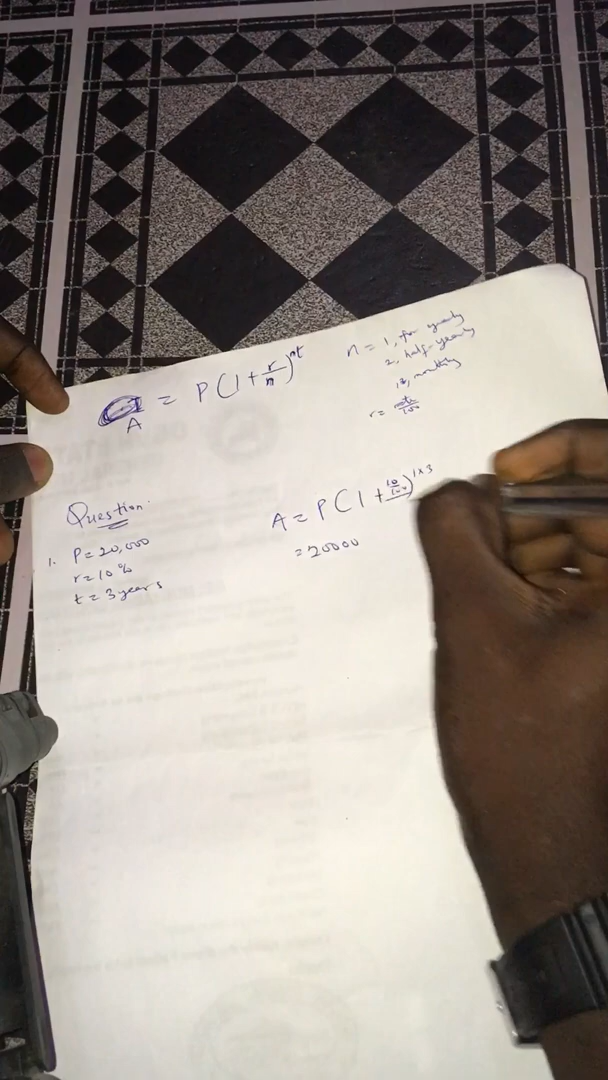 A = P(1 + r/n)^nt
n = 1, for yearly
2, half-yearly
12, monthly
r = rate/100
Question.
1. P = 20,000
r = 10%
t = 3 years
A = P(1 + 10/100)^1×3
= 20000